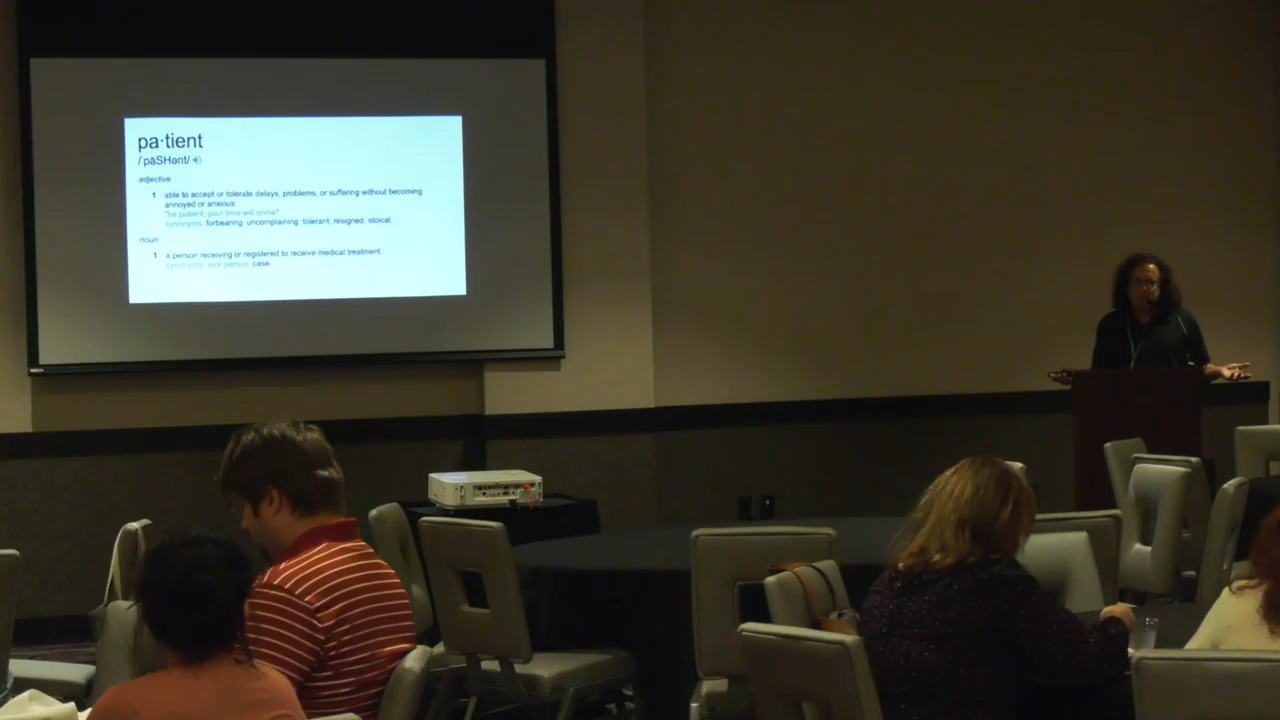 pa·tient
/ˈpāSHənt/
adjective
1 able to accept or tolerate delays, problems, or suffering without becoming
annoyed or anxious.
"be patient, your time will come"
synonyms: forbearing, uncomplaining, tolerant, resigned, stoical;
noun
1 a person receiving or registered to receive medical treatment.
synonyms: sick person, case;